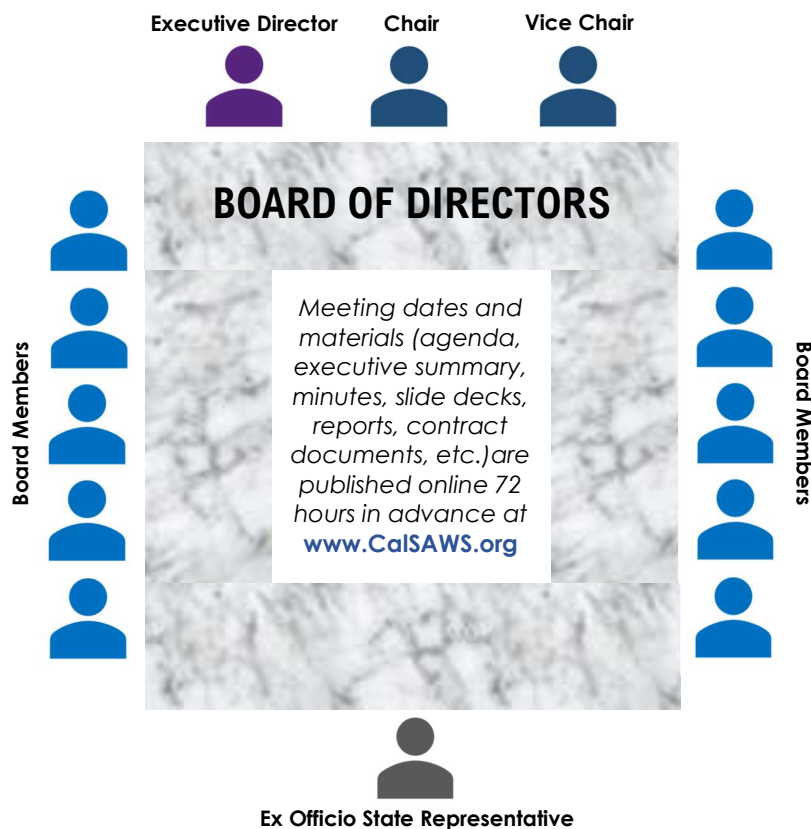 Executive Director
Chair
Vice Chair
BOARD OF DIRECTORS
Board Members
Meeting dates and
materials (agenda,
executive summary,
minutes, slide decks,
reports, contract
documents, etc.)are
published online 72
hours in advance at
www.CalSAWS.org
Board Members
Ex Officio State Representative